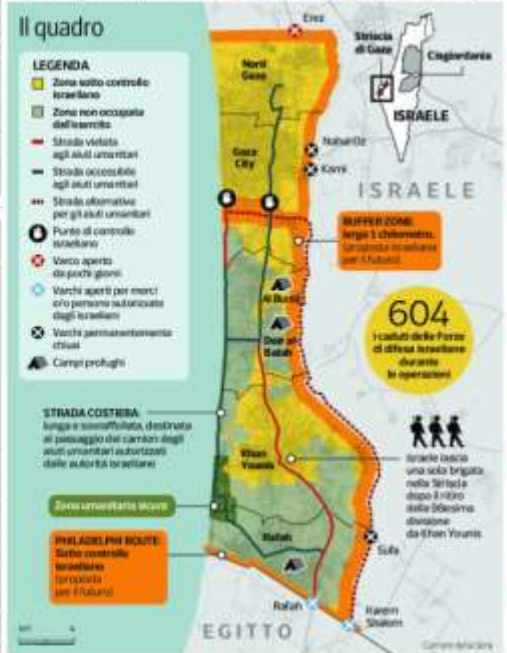 Il quadro
LEGENDA
Zona sotto controllo
israeliano
Zona non occupata
dall'esercito
Strada vietata
agli aiuti umanitari
Strada accessibile
agli aiuti umanitari
Strada alternativa
per gli aiuti umanitari
Punto di controllo
israeliano
Varco aperto
da pochi giorni
Varchi aperti per merci
e/o persone autorizzate
dagli israeliani
Varchi permanentemente
chiusi
Campi profughi
STRADA COSTIERA:
lunga e sovraffollata, destinata
al passaggio dei camion degli
aiuti umanitari autorizzati
dalle autorità israeliane
Zona umanitaria sicura
PHILADELPHI ROUTE:
Sotto controllo
israeliano
(proposta
per il futuro)
Erez
Nord
Gaza
Gaza
City
Nahal Oz
Karni
Striscia
di Gaza
Cisgiordania
ISRAELE
ISRAELE
BUFFER ZONE:
larga 1 chilometro.
(proposta israeliana
per il futuro)
Al Bureij
Deir al-
Balah
604
i caduti delle Forze
di difesa israeliane
durante
le operazioni
Khan
Younis
Israele lascia
una sola brigata
nella Striscia
dopo il ritiro
della 98esima
divisione
da Khan Younis
Rafah
Sufa
Rafah
Kerem
Shalom
EGITTO
Corriere della Sera